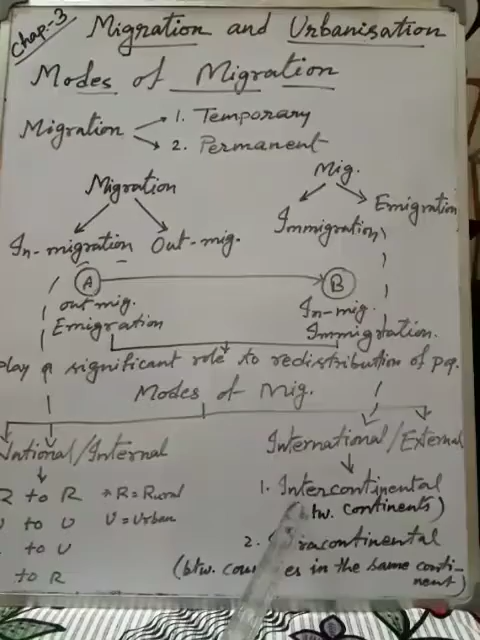 Chap.-3
Migration and Urbanisation
Modes of Migration
Migration
1. Temporary
2. Permanent
Migration
In-migration Out-mig.
Mig.
Immigration Emigration
A B
out mig.
Emigration
In-mig.
Immigration.
Play a significant role to redistribution of pop.
Modes of Mig.
National/Internal
R to R *R=Rural
to U U=Urban
to U
to R
International/External
1. Intercontinental
(btw. continents)
2.
(btw. in the same conti-
nent)